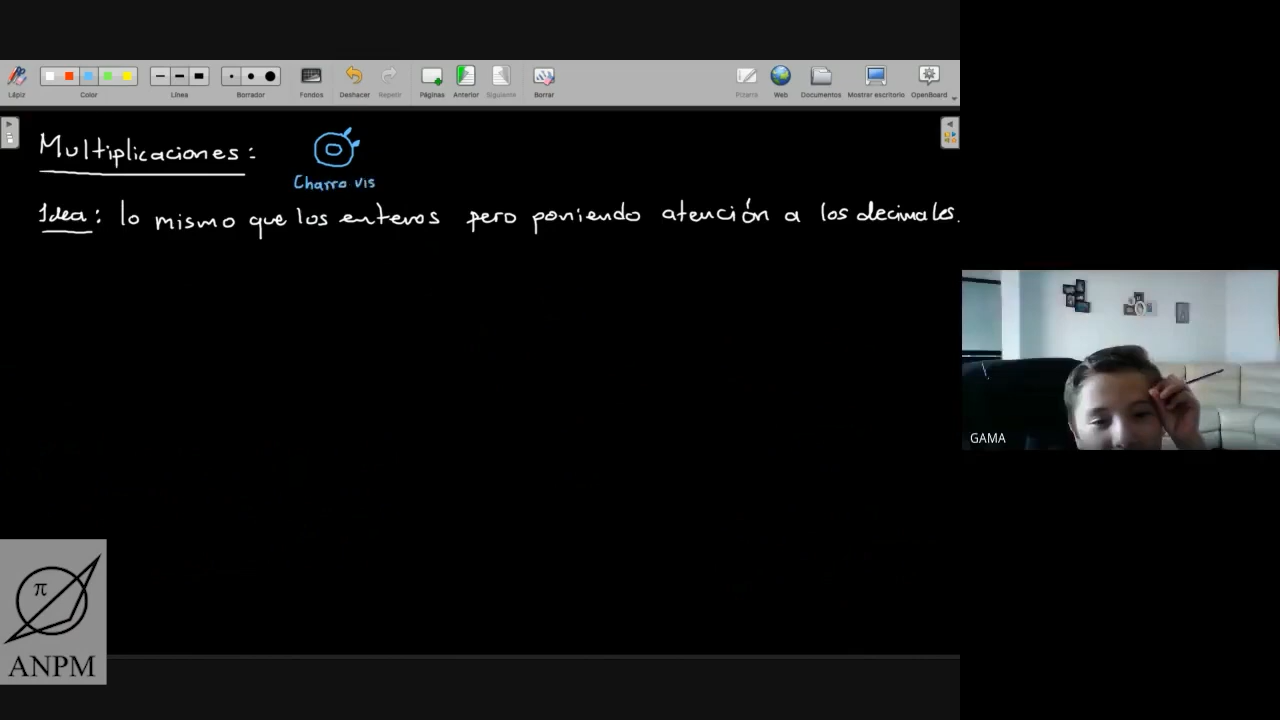 Lápiz Color Línea Borrador Fondos Deshacer Repetir Páginas Anterior Siguiente Borrar Pizarra Web Documentos Mostrar escritorio OpenBoard
Multiplicaciones:
Charro vis
Idea: lo mismo que los enteros pero poniendo atención a los decimales.
GAMA
π
ANPM